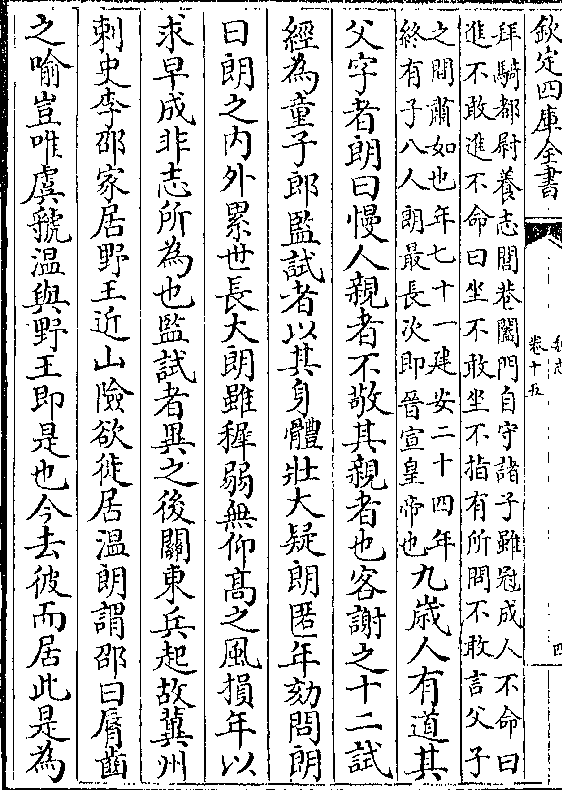 欽定四庫全書
卷十五
四
拜騎都尉養志閭巷闔門自守諸子雖冠成人不命曰
進不敢進不命曰坐不敢坐不指有所問不敢言父子
之間肅如也年七十一建安二十四年
終有子八人朗最長次即晉宣皇帝也
九歲人有道其
父字者朗曰慢人親者不敬其親者也客謝之十二試
經為童子郎監試者以其身體壯大疑朗匿年劾問朗
曰朗之内外累世長大朗雖穉弱無仰髙之風損年以
求早成非志所為也監試者異之後關東兵起故冀州
刺史李邵家居野王近山險欲徙居溫朗謂邵曰脣齒
之喻豈唯虞虢溫與野王即是也今去彼而居此是為